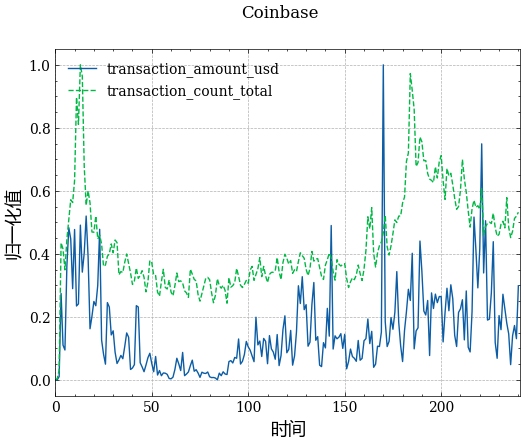 Coinbase
transaction_amount_usd
transaction_count_total
1.0
0.8
0.6
0.4
0.2
0.0
归一化值
0
50
100
150
200
时间